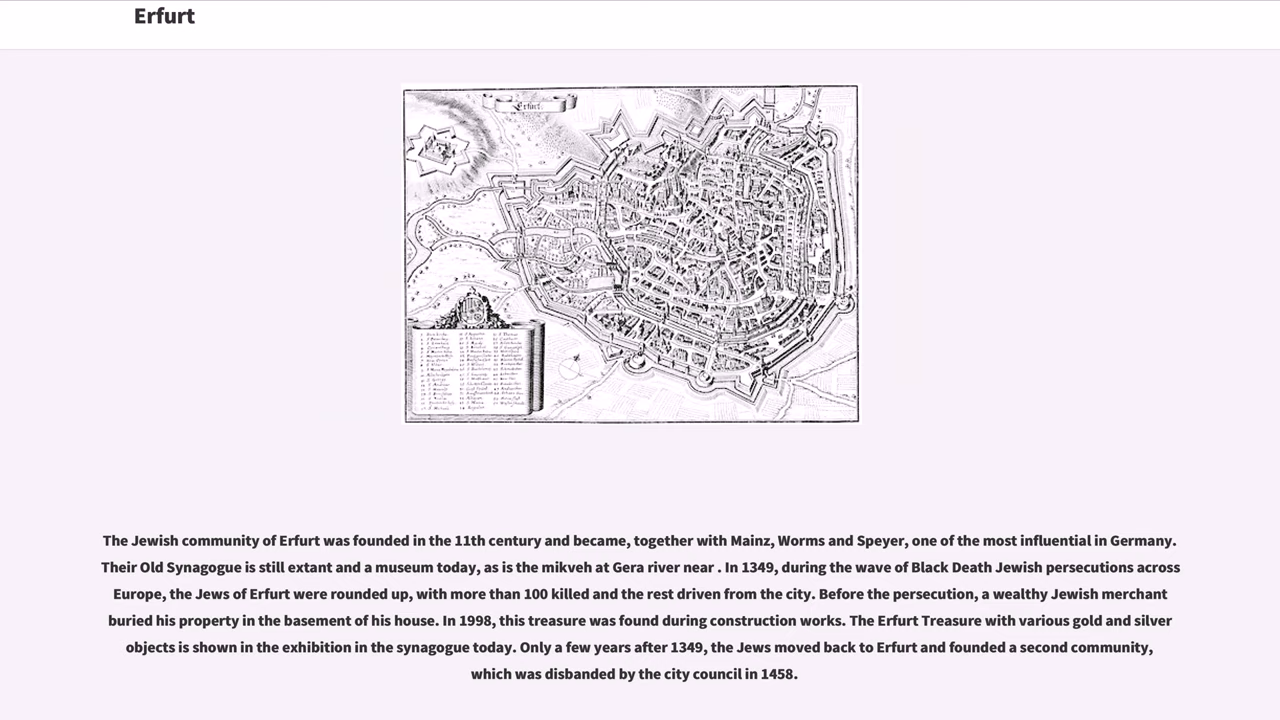 Erfurt
Erfurt.
The Jewish community of Erfurt was founded in the 11th century and became, together with Mainz, Worms and Speyer, one of the most influential in Germany.
Their Old Synagogue is still extant and a museum today, as is the mikveh at Gera river near . In 1349, during the wave of Black Death Jewish persecutions across
Europe, the Jews of Erfurt were rounded up, with more than 100 killed and the rest driven from the city. Before the persecution, a wealthy Jewish merchant
buried his property in the basement of his house. In 1998, this treasure was found during construction works. The Erfurt Treasure with various gold and silver
objects is shown in the exhibition in the synagogue today. Only a few years after 1349, the Jews moved back to Erfurt and founded a second community,
which was disbanded by the city council in 1458.